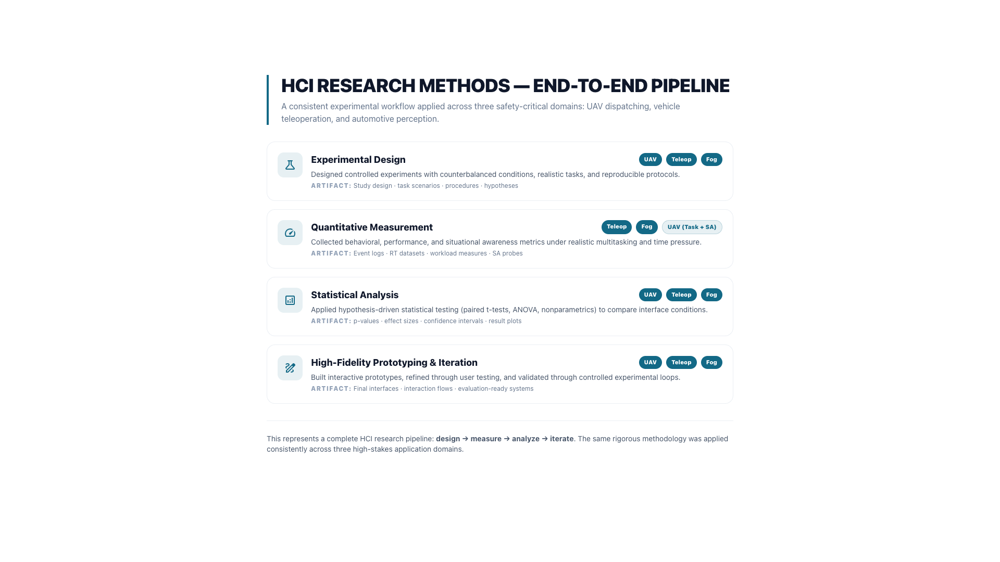 HCI RESEARCH METHODS — END-TO-END PIPELINE
A consistent experimental workflow applied across three safety-critical domains: UAV dispatching, vehicle
teleoperation, and automotive perception.
Experimental Design
UAV Teleop Fog
Designed controlled experiments with counterbalanced conditions, realistic tasks, and reproducible protocols.
ARTIFACT: Study design · task scenarios · procedures · hypotheses
Quantitative Measurement
Teleop Fog UAV (Task + SA)
Collected behavioral, performance, and situational awareness metrics under realistic multitasking and time pressure.
ARTIFACT: Event logs · RT datasets · workload measures · SA probes
Statistical Analysis
UAV Teleop Fog
Applied hypothesis-driven statistical testing (paired t-tests, ANOVA, nonparametrics) to compare interface conditions.
ARTIFACT: p-values · effect sizes · confidence intervals · result plots
High-Fidelity Prototyping & Iteration
UAV Teleop Fog
Built interactive prototypes, refined through user testing, and validated through controlled experimental loops.
ARTIFACT: Final interfaces · interaction flows · evaluation-ready systems
This represents a complete HCI research pipeline: design → measure → analyze → iterate. The same rigorous methodology was applied
consistently across three high-stakes application domains.